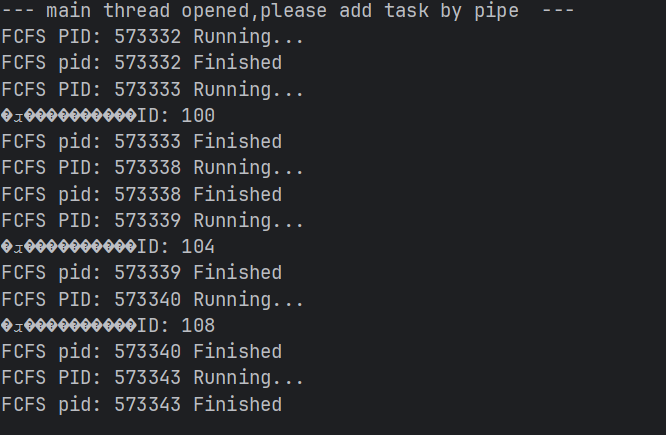 --- main thread opened,please add task by pipe  ---
FCFS PID: 573332 Running...
FCFS pid: 573332 Finished
FCFS PID: 573333 Running...
ID: 100
FCFS pid: 573333 Finished
FCFS PID: 573338 Running...
FCFS pid: 573338 Finished
FCFS PID: 573339 Running...
ID: 104
FCFS pid: 573339 Finished
FCFS PID: 573340 Running...
ID: 108
FCFS pid: 573340 Finished
FCFS PID: 573343 Running...
FCFS pid: 573343 Finished